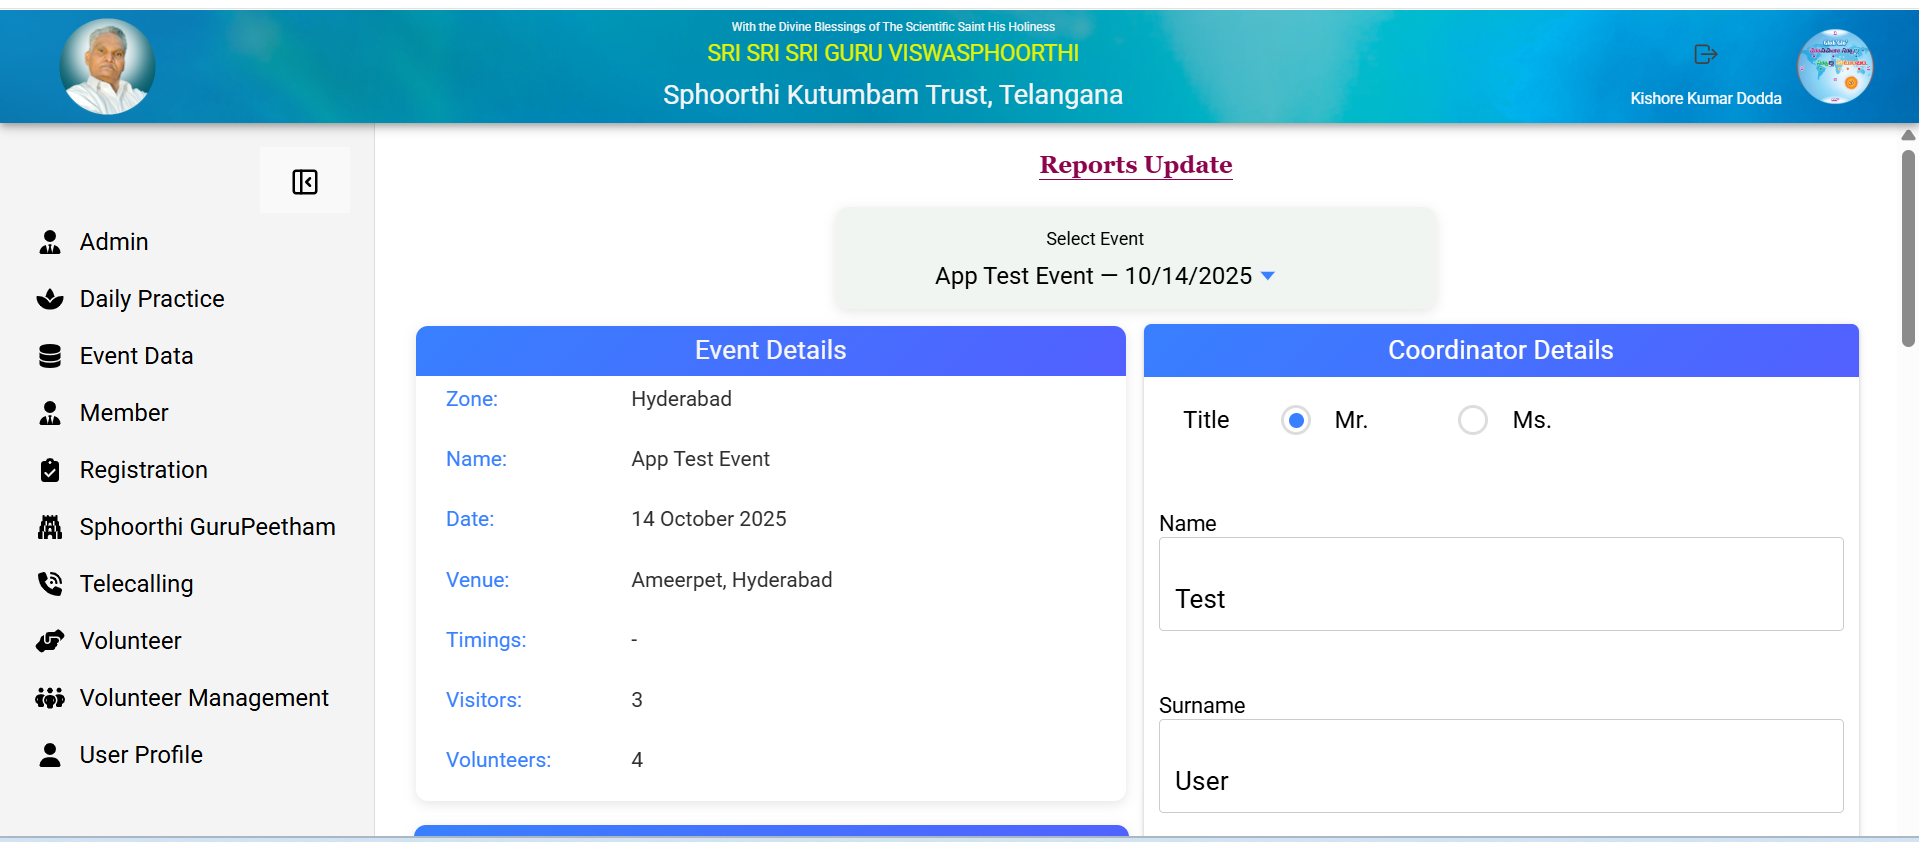 With the Divine Blessings of The Scientific Saint His Holiness
SRI SRI SRI GURU VISWASPHOORTHI
Sphoorthi Kutumbam Trust, Telangana
Kishore Kumar Dodda
Admin
Daily Practice
Event Data
Member
Registration
Sphoorthi GuruPeetham
Telecalling
Volunteer
Volunteer Management
User Profile
Reports Update
Select Event
App Test Event — 10/14/2025
Event Details
Zone: Hyderabad
Name: App Test Event
Date: 14 October 2025
Venue: Ameerpet, Hyderabad
Timings: -
Visitors: 3
Volunteers: 4
Coordinator Details
Title Mr. Ms.
Name
Test
Surname
User